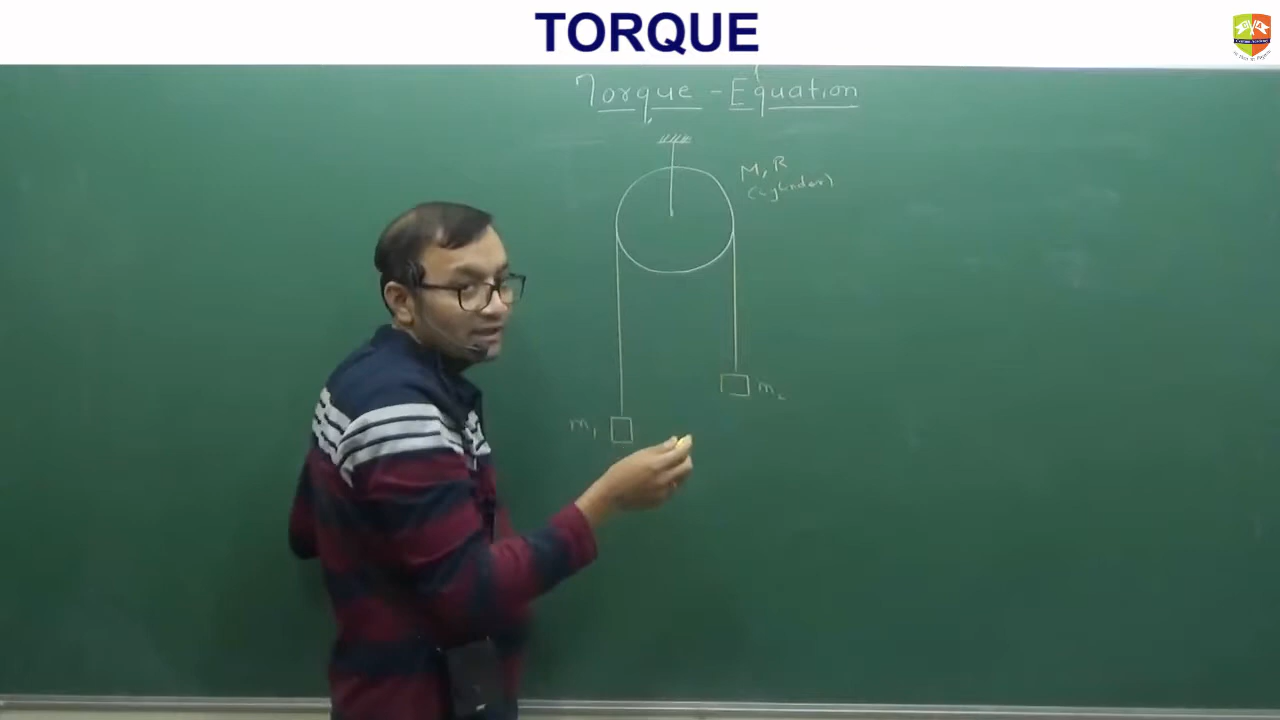 TORQUE
Torque - Equation
M, R
(cylinder)
m₂
m₁